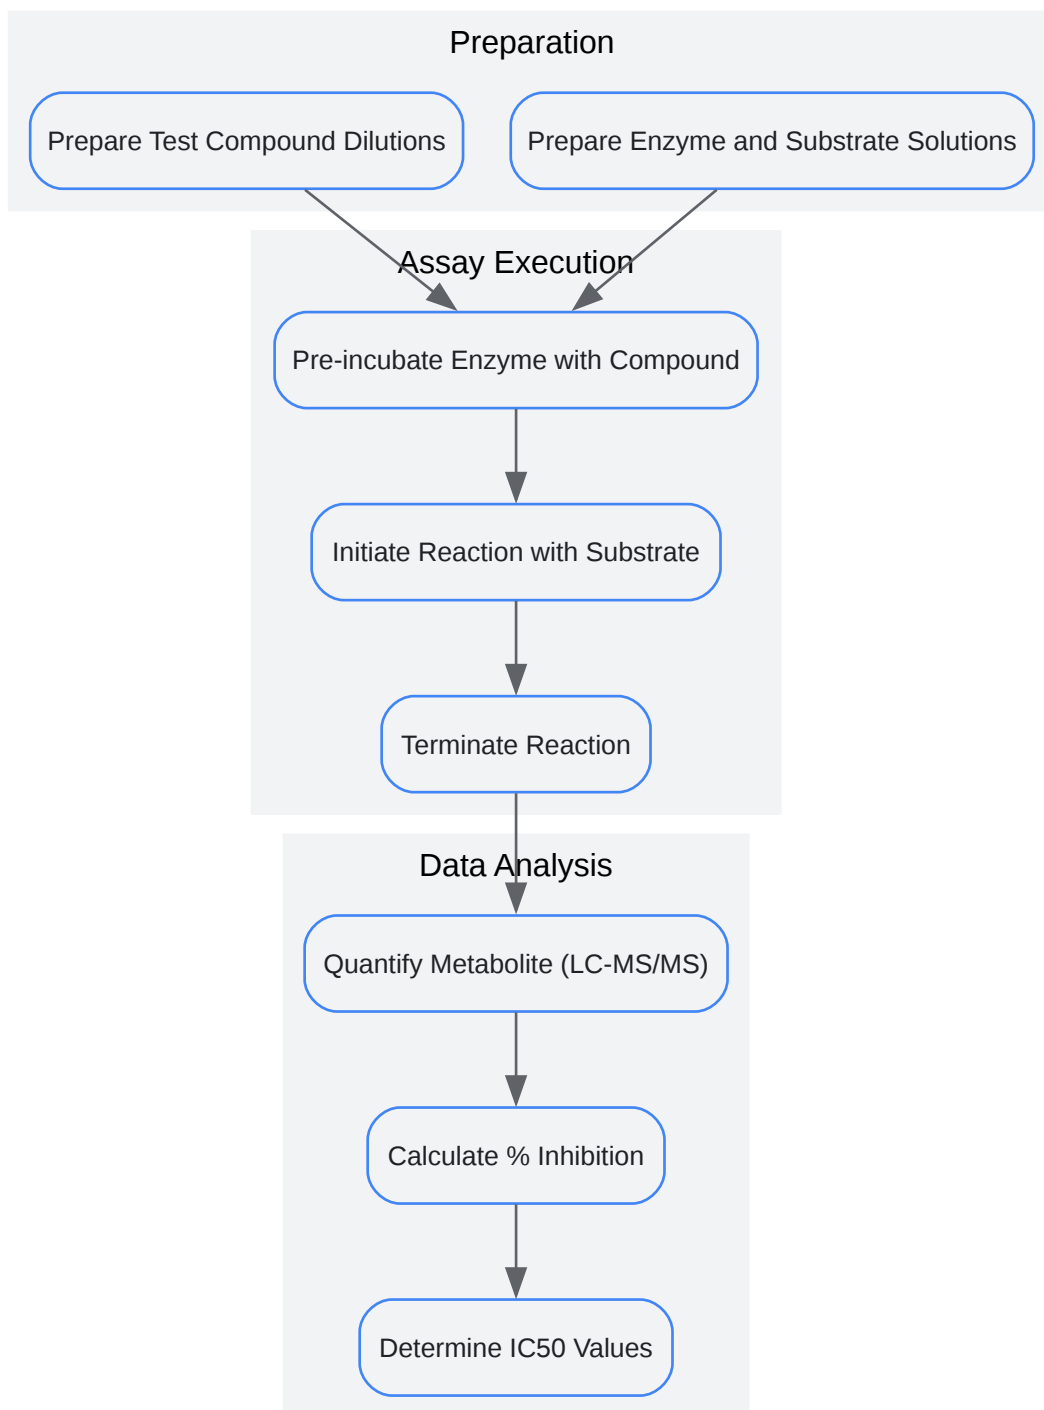 Preparation
Prepare Test Compound Dilutions
Prepare Enzyme and Substrate Solutions
Assay Execution
Pre-incubate Enzyme with Compound
Initiate Reaction with Substrate
Terminate Reaction
Data Analysis
Quantify Metabolite (LC-MS/MS)
Calculate % Inhibition
Determine IC50 Values